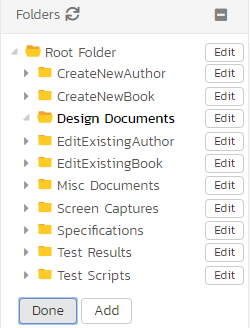 Folders
Root Folder Edit
CreateNewAuthor Edit
CreateNewBook Edit
Design Documents Edit
EditExistingAuthor Edit
EditExistingBook Edit
Misc Documents Edit
Screen Captures Edit
Specifications Edit
Test Results Edit
Test Scripts Edit
Done Add